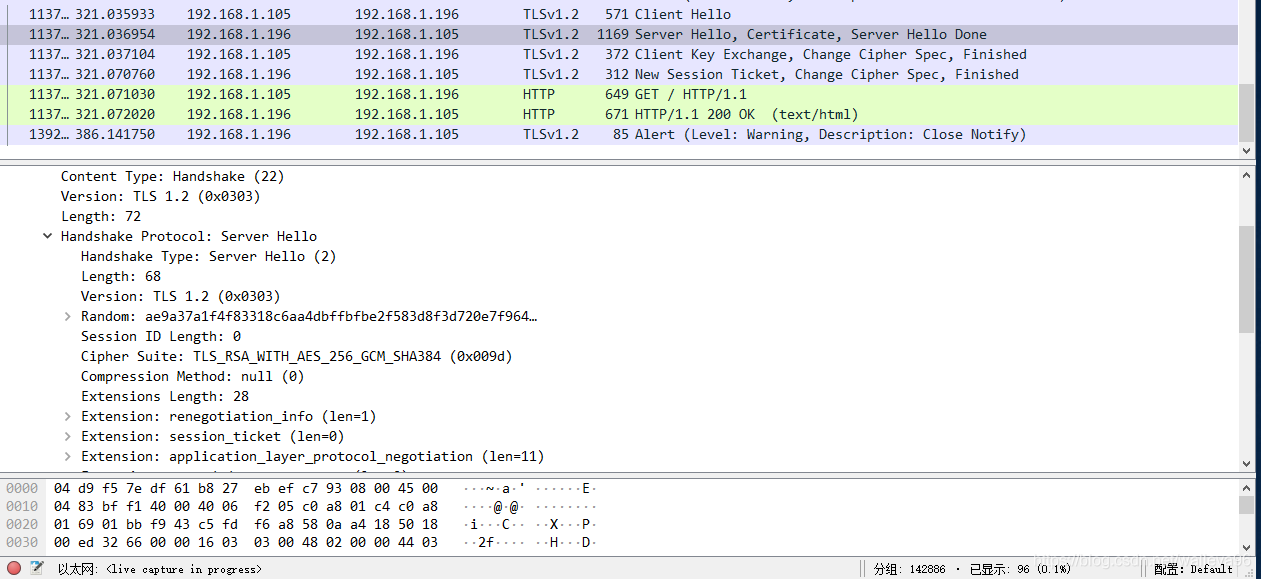 1137… 321.035933 192.168.1.105 192.168.1.196 TLSv1.2 571 Client Hello
1137… 321.036954 192.168.1.196 192.168.1.105 TLSv1.2 1169 Server Hello, Certificate, Server Hello Done
1137… 321.037104 192.168.1.105 192.168.1.196 TLSv1.2 372 Client Key Exchange, Change Cipher Spec, Finished
1137… 321.070760 192.168.1.196 192.168.1.105 TLSv1.2 312 New Session Ticket, Change Cipher Spec, Finished
1137… 321.071030 192.168.1.105 192.168.1.196 HTTP 649 GET / HTTP/1.1
1137… 321.072020 192.168.1.196 192.168.1.105 HTTP 671 HTTP/1.1 200 OK (text/html)
1392… 386.141750 192.168.1.196 192.168.1.105 TLSv1.2 85 Alert (Level: Warning, Description: Close Notify)
Content Type: Handshake (22)
Version: TLS 1.2 (0x0303)
Length: 72
Handshake Protocol: Server Hello
Handshake Type: Server Hello (2)
Length: 68
Version: TLS 1.2 (0x0303)
Random: ae9a37a1f4f83318c6aa4dbffbfbe2f583d8f3d720e7f964…
Session ID Length: 0
Cipher Suite: TLS_RSA_WITH_AES_256_GCM_SHA384 (0x009d)
Compression Method: null (0)
Extensions Length: 28
Extension: renegotiation_info (len=1)
Extension: session_ticket (len=0)
Extension: application_layer_protocol_negotiation (len=11)
0000 04 d9 f5 7e df 61 b8 27 eb ef c7 93 08 00 45 00 ···~·a·' ······E·
0010 04 83 bf f1 40 00 40 06 f2 05 c0 a8 01 c4 c0 a8 ····@·@· ········
0020 01 69 01 bb f9 43 c5 fd f6 a8 58 0a a4 18 50 18 ·i···C·· ··X···P·
0030 00 ed 32 66 00 00 16 03 03 00 48 02 00 00 44 03 ··2f···· ··H···D·
以太网: <live capture in progress> 分组: 142886 · 已显示: 96 (0.1%) 配置: Default